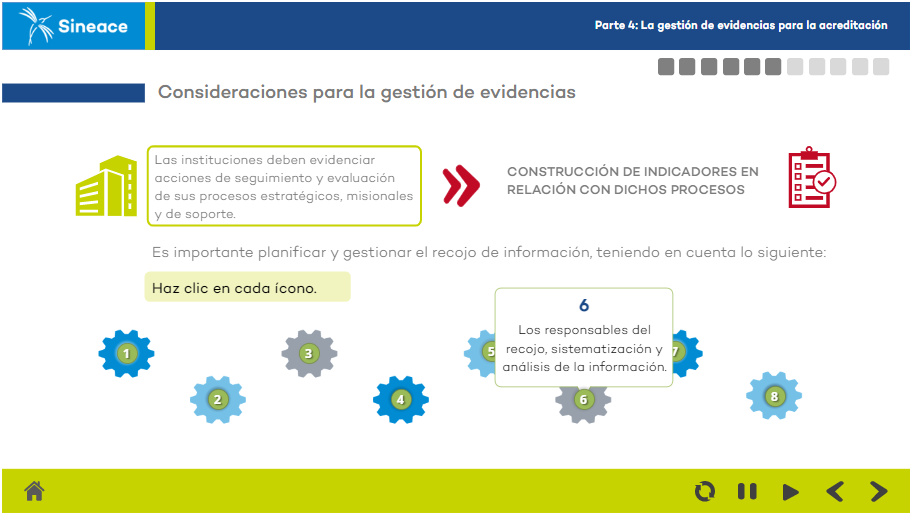 Sineace
Parte 4: La gestión de evidencias para la acreditación
Consideraciones para la gestión de evidencias
Las instituciones deben evidenciar
acciones de seguimiento y evaluación
de sus procesos estratégicos, misionales
y de soporte.
CONSTRUCCIÓN DE INDICADORES EN
RELACIÓN CON DICHOS PROCESOS
Es importante planificar y gestionar el recojo de información, teniendo en cuenta lo siguiente:
Haz clic en cada ícono.
6
Los responsables del
recojo, sistematización y
análisis de la información.
1
2
3
4
5
6
7
8